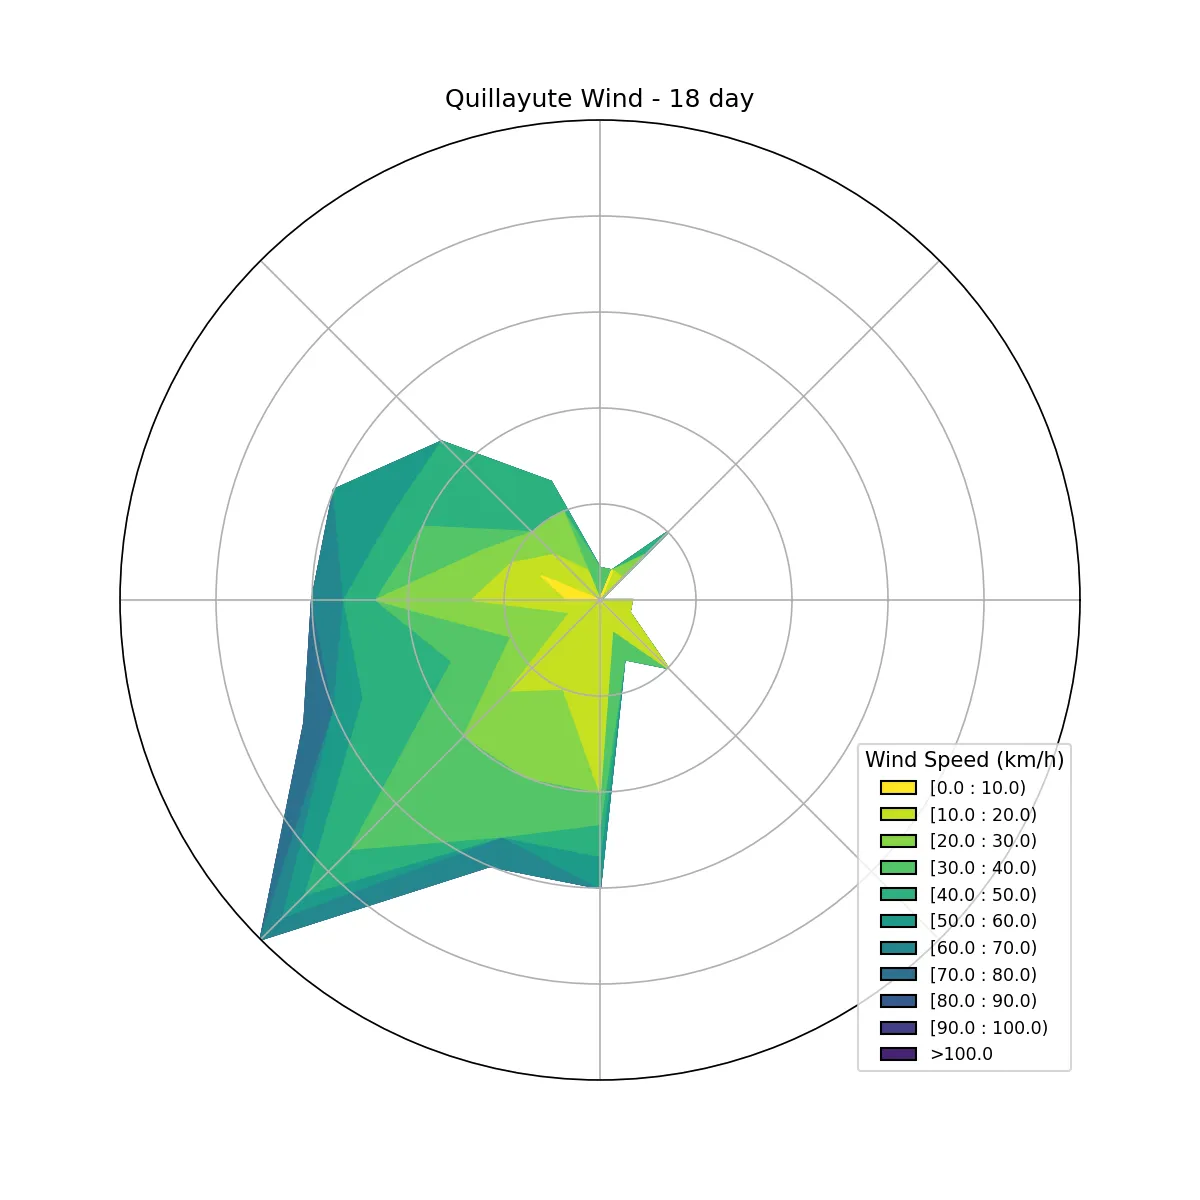 Quillayute Wind - 18 day
Wind Speed (km/h)
[0.0 : 10.0)
[10.0 : 20.0)
[20.0 : 30.0)
[30.0 : 40.0)
[40.0 : 50.0)
[50.0 : 60.0)
[60.0 : 70.0)
[70.0 : 80.0)
[80.0 : 90.0)
[90.0 : 100.0)
>100.0